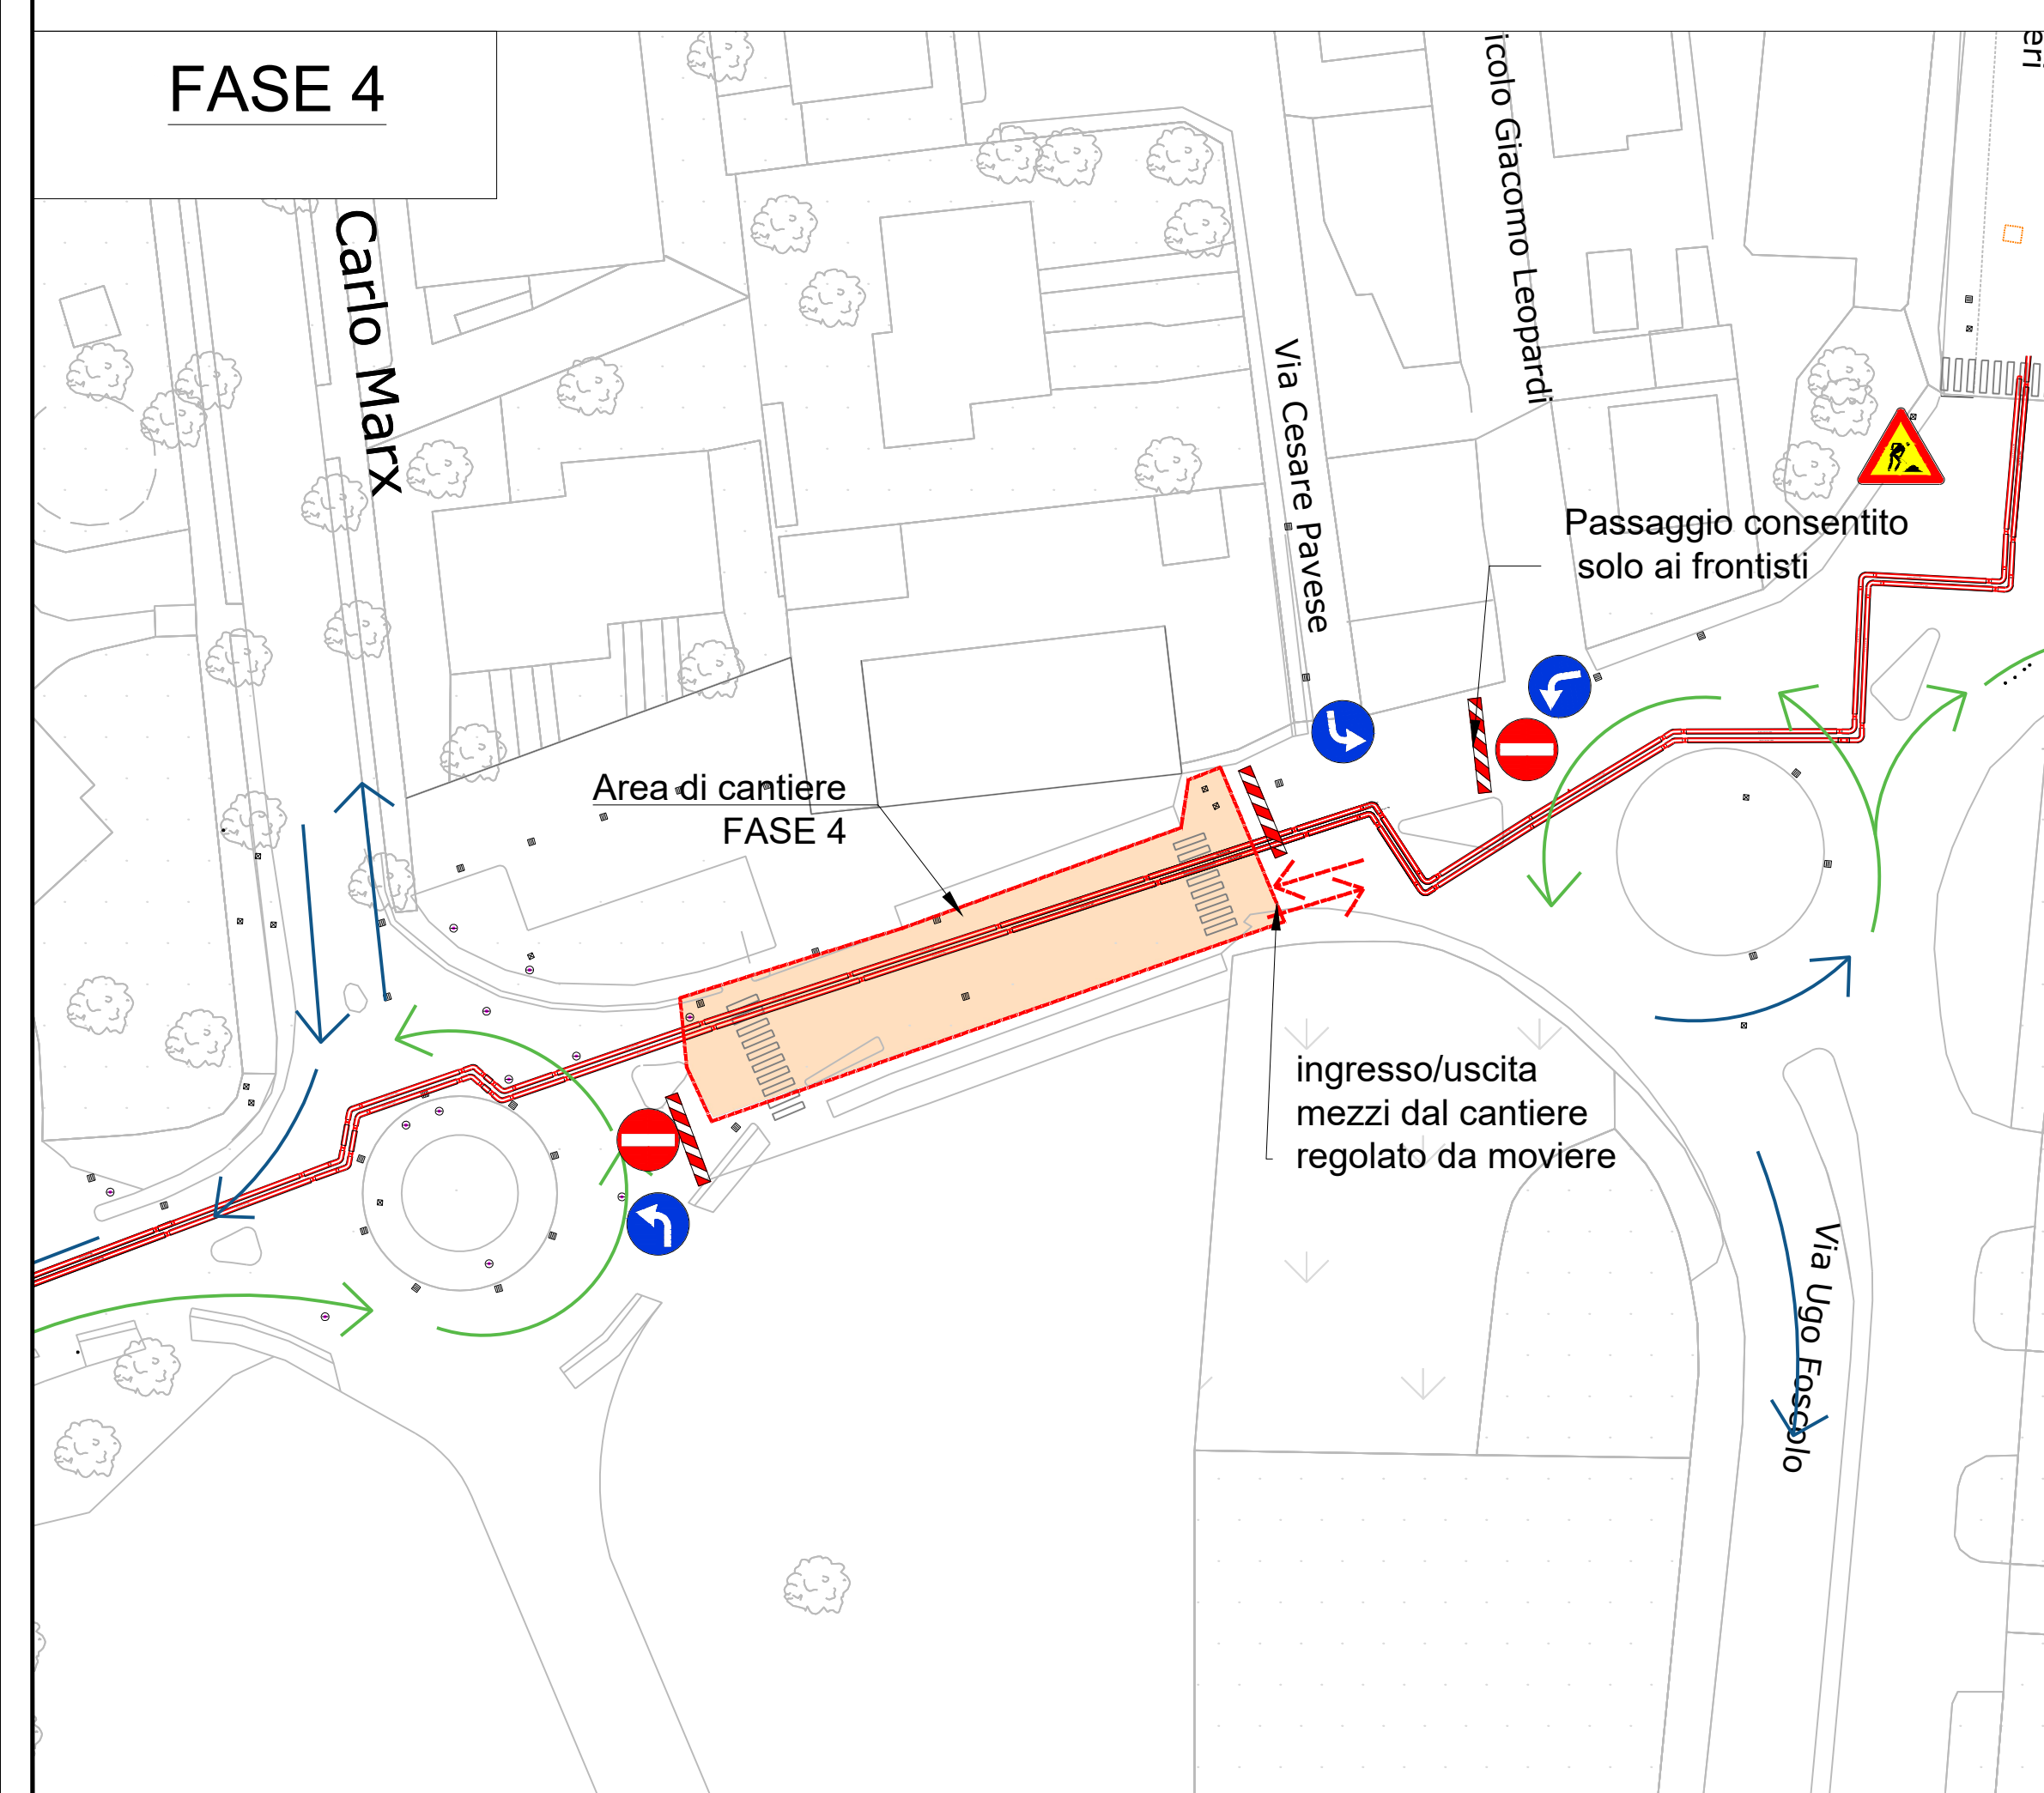 FASE 4
Carlo Marx
Via Cesare Pavese
icolo Giacomo Leopardi
eri
Passaggio consentito
solo ai frontisti
Area di cantiere
FASE 4
ingresso/uscita
mezzi dal cantiere
regolato da moviere
Via Ugo Foscolo